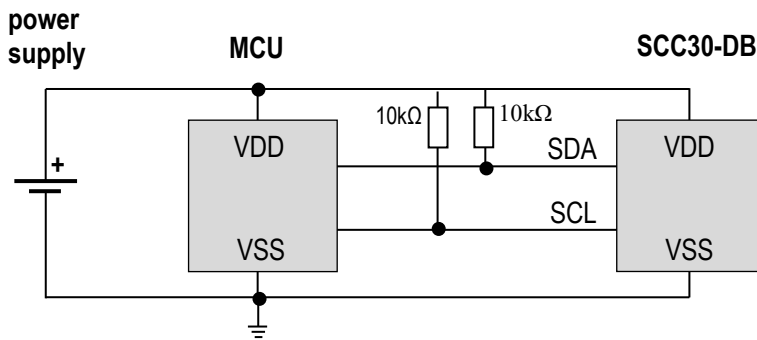 power
supply
MCU
SCC30-DB
10kΩ
10kΩ
+
VDD
SDA
VDD
SCL
VSS
VSS